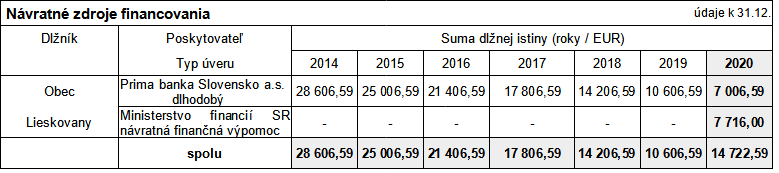 Návratné zdroje financovania údaje k 31.12.
Dlžník Poskytovateľ Suma dlžnej istiny (roky / EUR)
Typ úveru 2014 2015 2016 2017 2018 2019 2020
Obec Prima banka Slovensko a.s. dlhodobý 28 606,59 25 006,59 21 406,59 17 806,59 14 206,59 10 606,59 7 006,59
Lieskovany Ministerstvo financií SR návratná finančná výpomoc - - - - - - 7 716,00
spolu 28 606,59 25 006,59 21 406,59 17 806,59 14 206,59 10 606,59 14 722,59